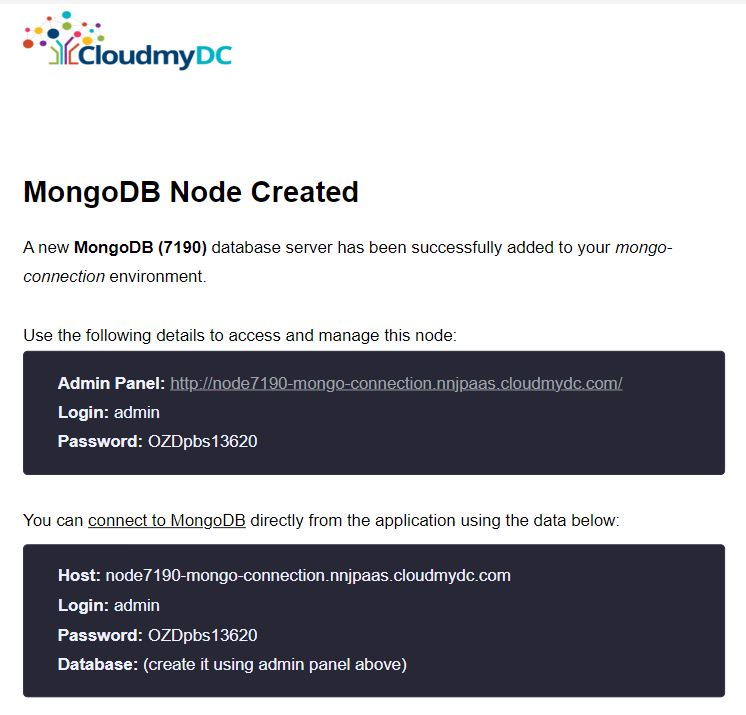 CloudmyDC
MongoDB Node Created
A new MongoDB (7190) database server has been successfully added to your mongo-
connection environment.
Use the following details to access and manage this node:
Admin Panel: http://node7190-mongo-connection.nnjpaas.cloudmydc.com/
Login: admin
Password: OZDpbs13620
You can connect to MongoDB directly from the application using the data below:
Host: node7190-mongo-connection.nnjpaas.cloudmydc.com
Login: admin
Password: OZDpbs13620
Database: (create it using admin panel above)